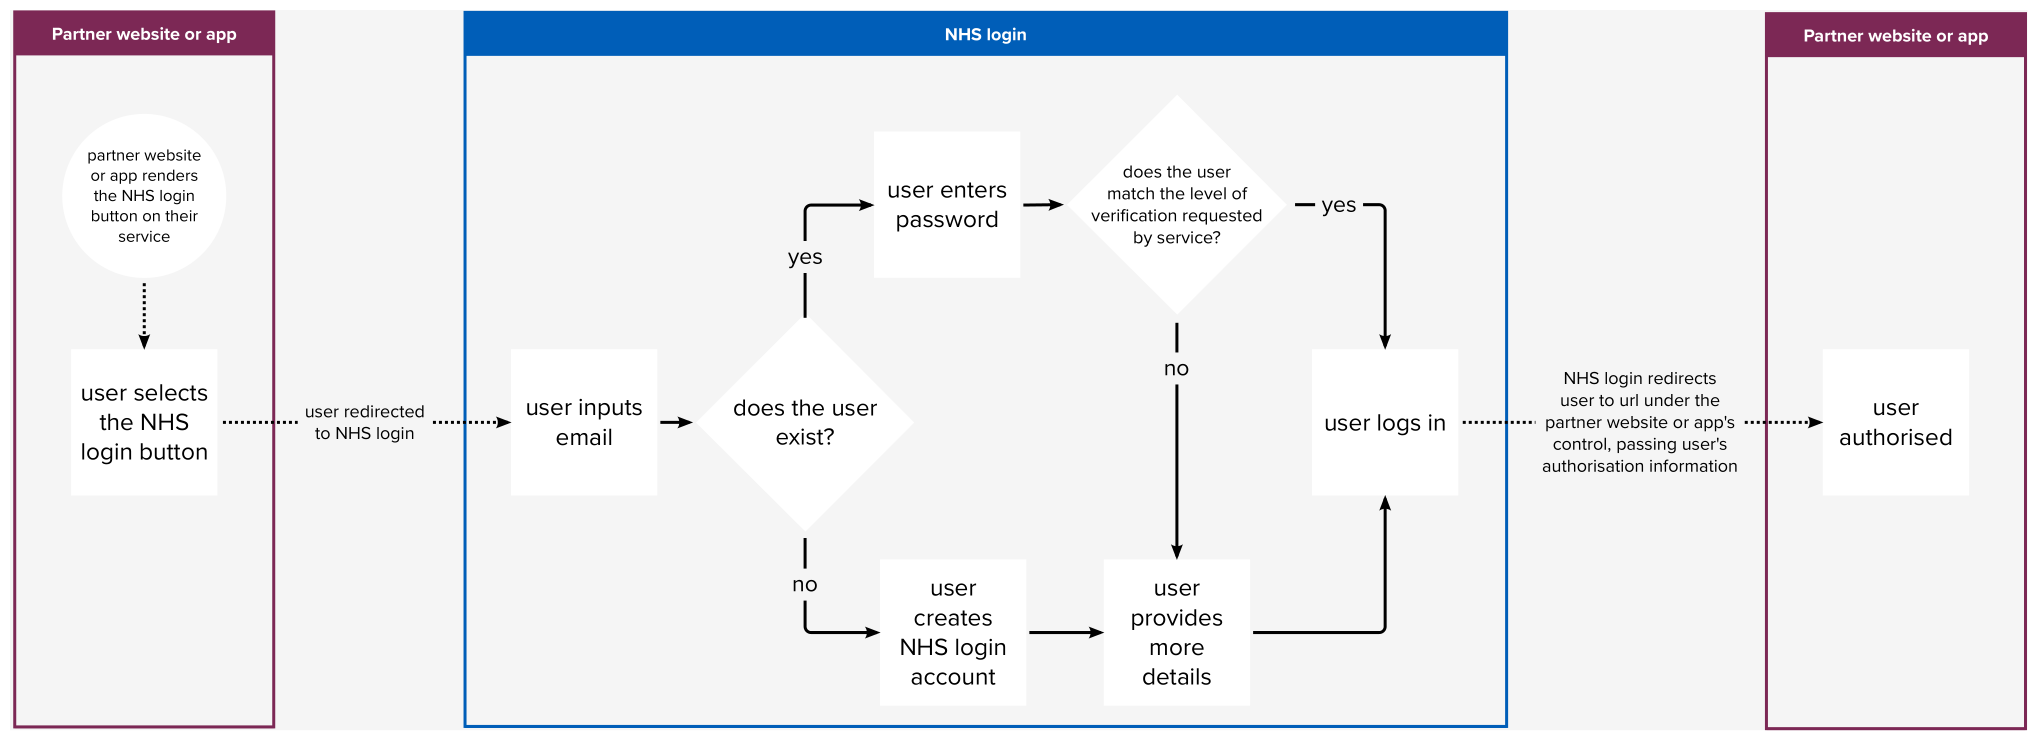 Partner website or app
NHS login
Partner website or app
partner website
or app renders
the NHS login
button on their
service
user selects
the NHS
login button
user redirected
to NHS login
user inputs
email
does the user
exist?
yes
user enters
password
does the user
match the level of
verification requested
by service?
yes
no
no
user
creates
NHS login
account
user
provides
more
details
user logs in
NHS login redirects
user to url under the
partner website or app's
control, passing user's
authorisation information
user
authorised